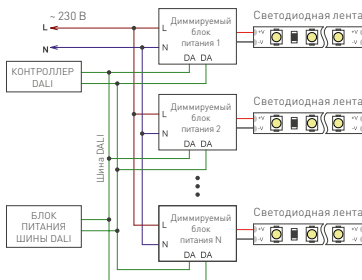 ~ 230 В
L
N
КОНТРОЛЛЕР
DALI
Шина DALI
БЛОК
ПИТАНИЯ
ШИНЫ DALI
L
N
Диммируемый
блок
питания 1
DA DA
Светодиодная лента
+V
-V
+V
-V
L
N
Диммируемый
блок
питания 2
DA DA
Светодиодная лента
+V
-V
+V
-V
L
N
Диммируемый
блок
питания N
DA DA
Светодиодная лента
+V
-V
+V
-V